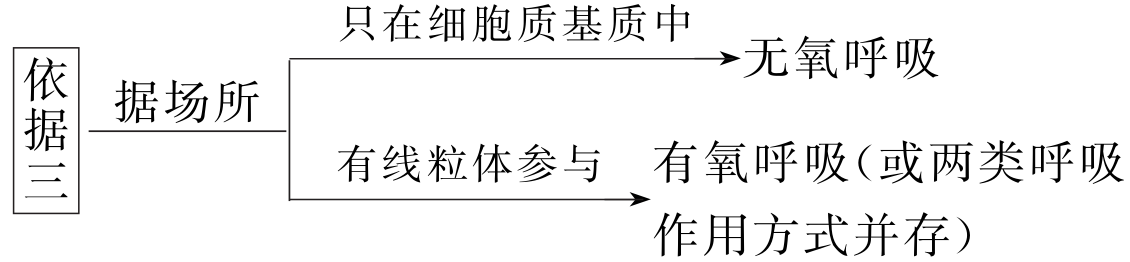 依据三
据场所
只在细胞质基质中
无氧呼吸
有线粒体参与
有氧呼吸(或两类呼吸
作用方式并存)